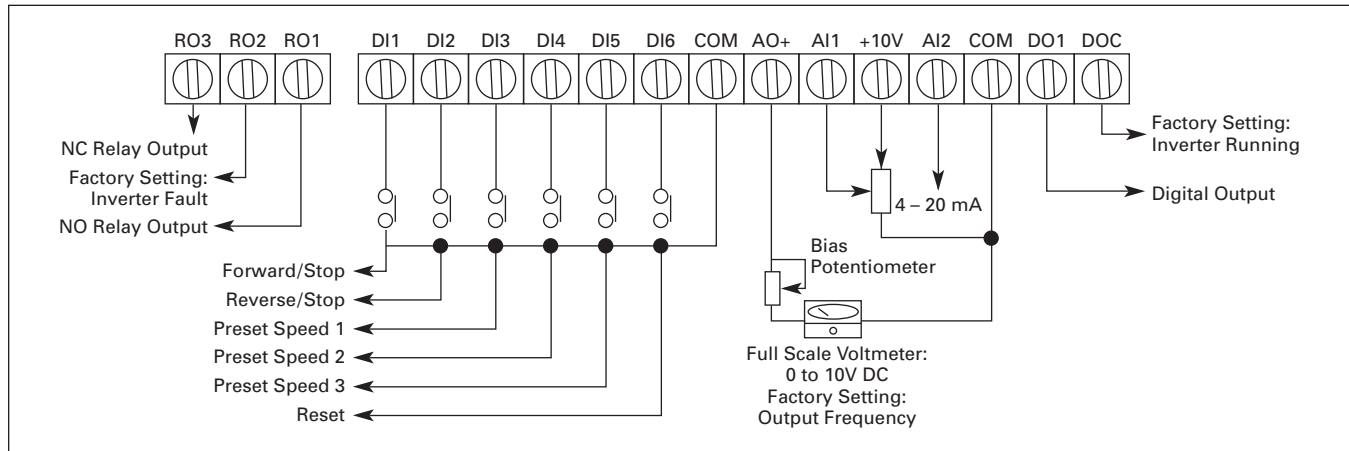 RO3 RO2 RO1 DI1 DI2 DI3 DI4 DI5 DI6 COM AO+ AI1 +10V AI2 COM DO1 DOC
NC Relay Output
Factory Setting:
Inverter Fault
NO Relay Output
Forward/Stop
Reverse/Stop
Preset Speed 1
Preset Speed 2
Preset Speed 3
Reset
Bias
Potentiometer
Full Scale Voltmeter:
0 to 10V DC
Factory Setting:
Output Frequency
4 – 20 mA
Factory Setting:
Inverter Running
Digital Output